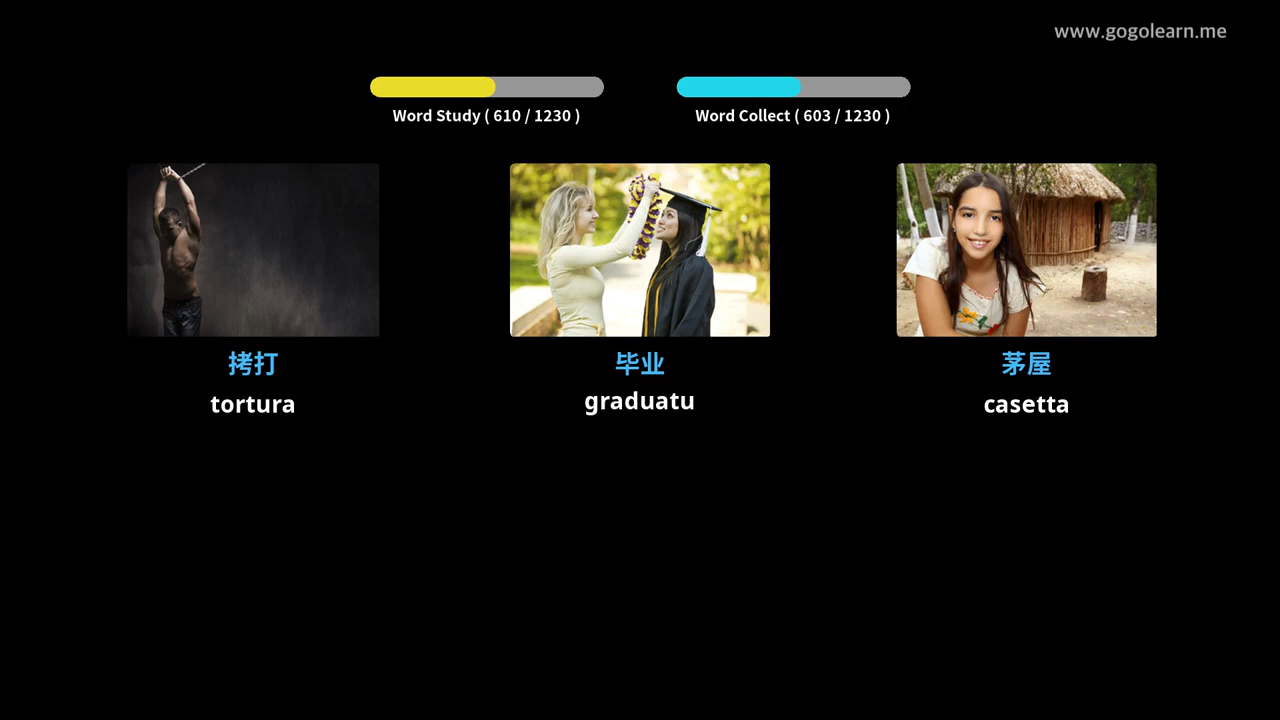 www.gogolearn.me
Word Study ( 610 / 1230 )
Word Collect ( 603 / 1230 )
拷打
毕业
茅屋
tortura
graduatu
casetta